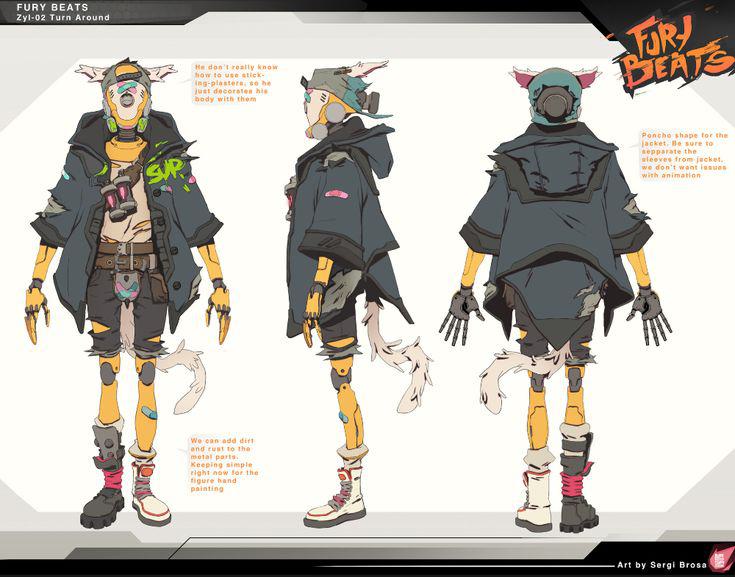 FURY BEATS
Zyl-02 Turn Around
FURY
BEATS
He don't really know
how to use stick-
ing-plasters, so he
just decorates his
body with them
Poncho shape for the
jacket. Be sure to
sepparate the
sleeves from jacket,
we don't want issues
with animation
SUP.
We can add dirt
and rust to the
metal parts.
Keeping simple
right now for the
figure hand
painting
Art by Sergi Brosa